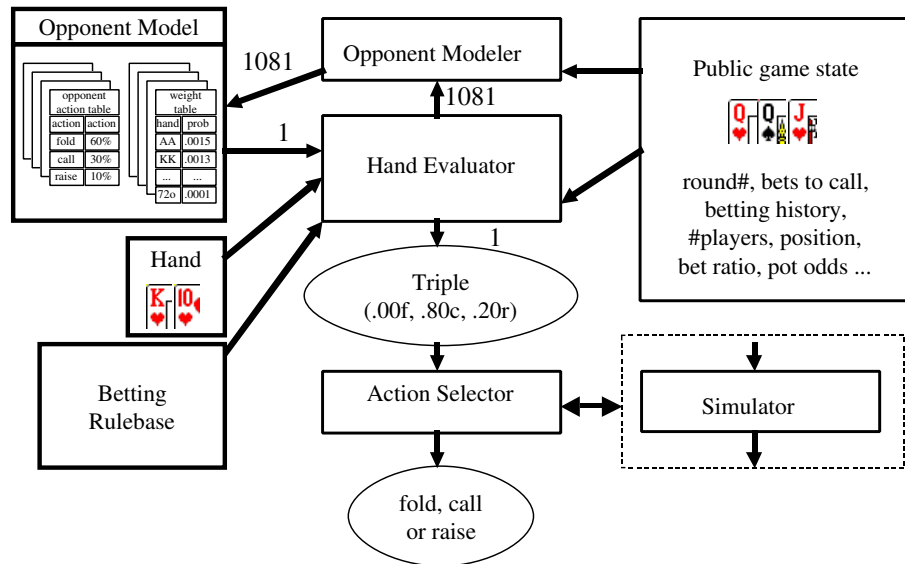 Opponent Model
opponent
action table
action action
fold 60%
call 30%
raise 10%
weight
table
hand prob
AA .0015
KK .0013
... ...
72o .0001
1081
Opponent Modeler
1081
1
Hand Evaluator
Public game state
Q Q J
round#, bets to call,
betting history,
#players, position,
bet ratio, pot odds ...
Hand
K 10
1
Triple
(.00f, .80c, .20r)
Betting
Rulebase
Action Selector
Simulator
fold, call
or raise